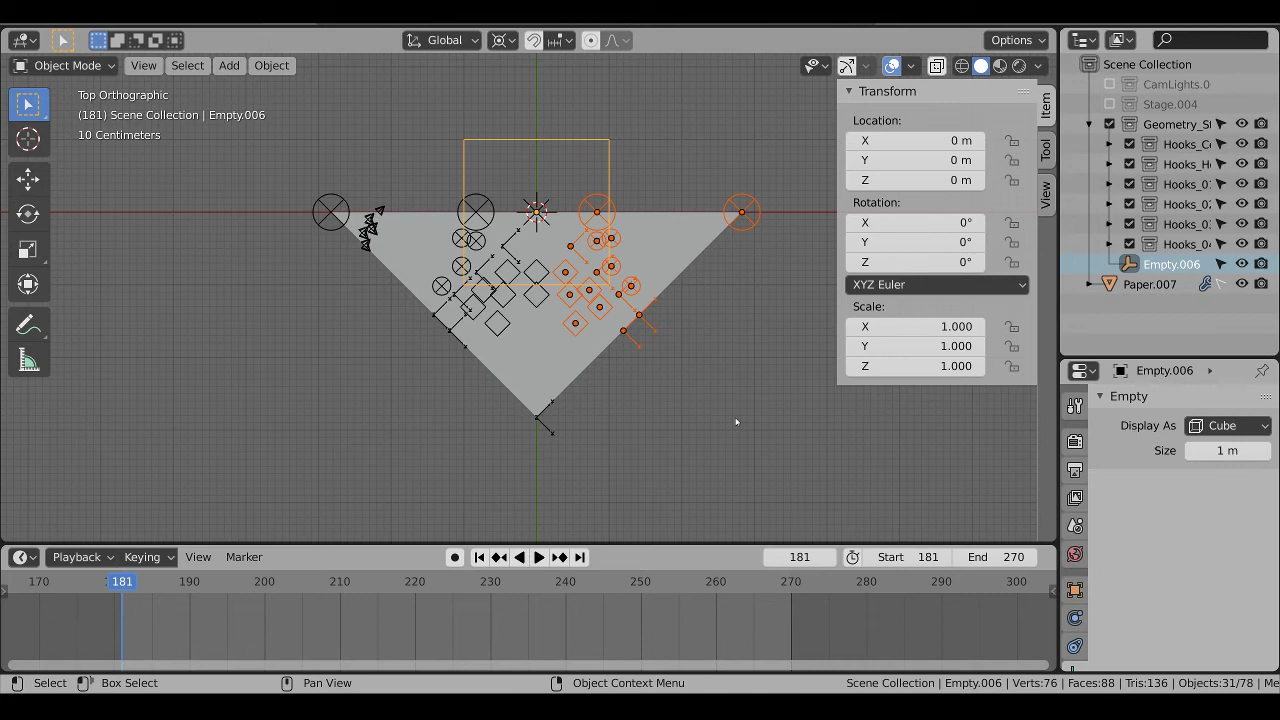 Global
Options
Object Mode
View
Select
Add
Object
Top Orthographic
(181) Scene Collection | Empty.006
10 Centimeters
Transform
Location:
X 0 m
Y 0 m
Z 0 m
Rotation:
X 0°
Y 0°
Z 0°
XYZ Euler
Scale:
X 1.000
Y 1.000
Z 1.000
Item
Tool
View
Scene Collection
CamLights.0
Stage.004
Geometry_S
Hooks_C
Hooks_H
Hooks_0
Hooks_0
Hooks_0
Hooks_0
Empty.006
Paper.007
Empty.006
Empty
Display As Cube
Size 1 m
Playback
Keying
View
Marker
181
Start 181
End 270
170 181 190 200 210 220 230 240 250 260 270 280 290 300
Select
Box Select
Pan View
Object Context Menu
Scene Collection | Empty.006 | Verts:76 | Faces:88 | Tris:136 | Objects:31/78 | Me